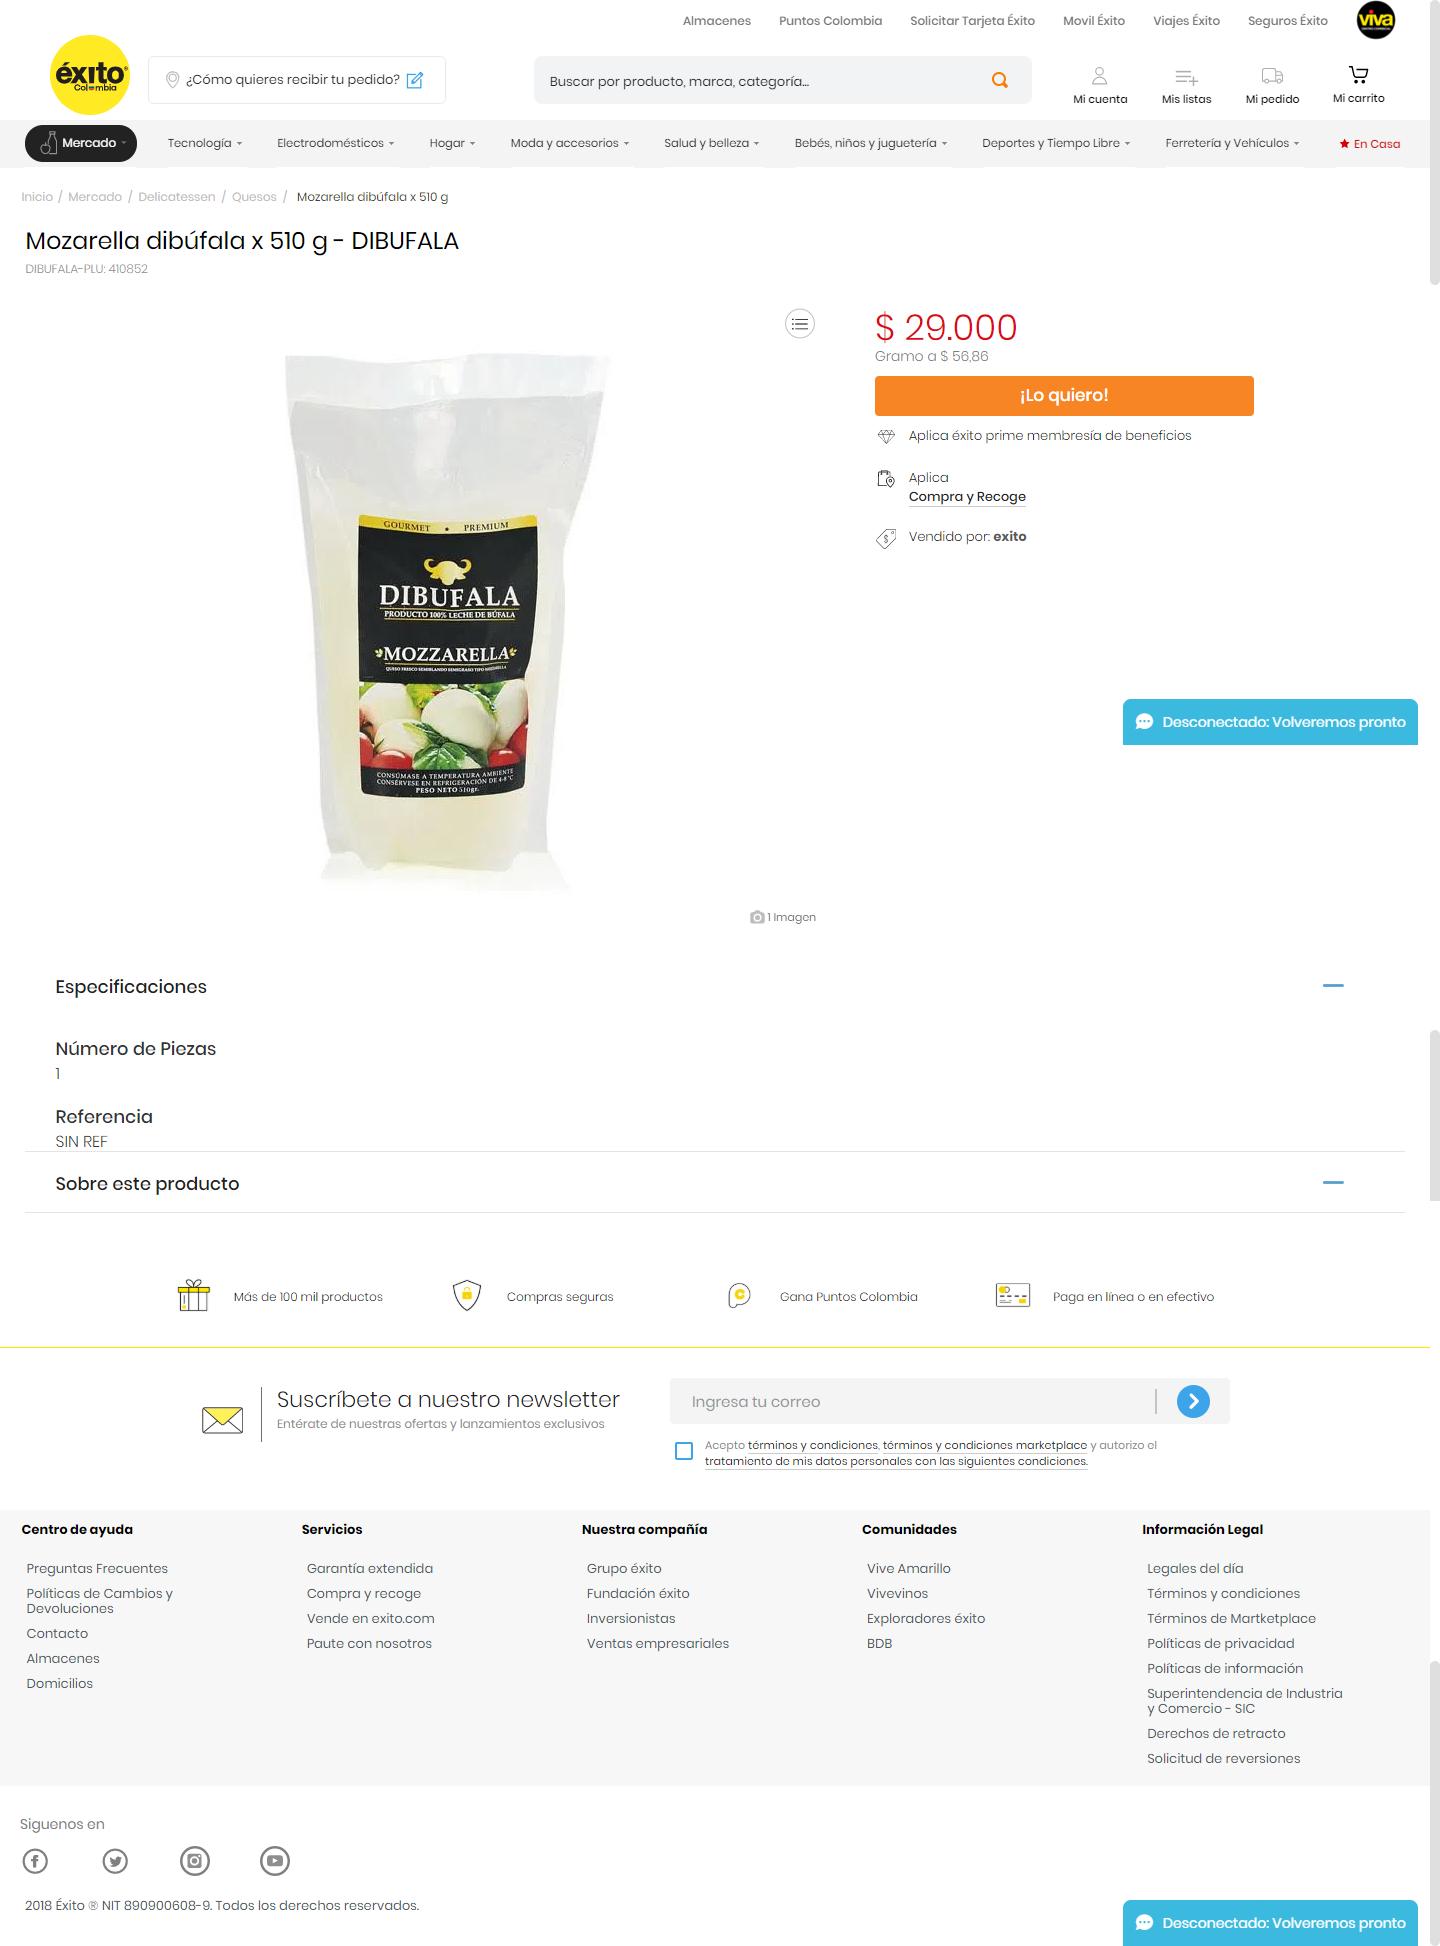 Almacenes Puntos Colombia Solicitar Tarjeta Éxito Movil Éxito Viajes Éxito Seguros Éxito viva
éxito
Colombia
¿Cómo quieres recibir tu pedido?
Buscar por producto, marca, categoría...
Mi cuenta Mis listas Mi pedido Mi carrito
Mercado Tecnología Electrodomésticos Hogar Moda y accesorios Salud y belleza Bebés, niños y juguetería Deportes y Tiempo Libre Ferretería y Vehículos En Casa
Inicio / Mercado / Delicatessen / Quesos / Mozarella dibúfala x 510 g
Mozarella dibúfala x 510 g - DIBUFALA
DIBUFALA-PLU: 410852
$ 29.000
Gramo a $ 56,86
¡Lo quiero!
Aplica éxito prime membresía de beneficios
Aplica
Compra y Recoge
Vendido por: exito
GOURMET • PREMIUM
DIBUFALA
PRODUCTO 100% LECHE DE BÚFALA
MOZZARELLA
QUESO FRESCO SEMIBLANDO SEMIGRASO TIPO MOZZARELLA
CONSÚMASE A TEMPERATURA AMBIENTE
CONSÉRVESE EN REFRIGERACIÓN DE 4-8°C
PESO NETO 510gr.
Desconectado: Volveremos pronto
1 Imagen
Especificaciones
Número de Piezas
1
Referencia
SIN REF
Sobre este producto
Más de 100 mil productos Compras seguras Gana Puntos Colombia Paga en línea o en efectivo
Suscríbete a nuestro newsletter
Entérate de nuestras ofertas y lanzamientos exclusivos
Ingresa tu correo
Acepto términos y condiciones, términos y condiciones marketplace y autorizo el
tratamiento de mis datos personales con las siguientes condiciones.
Centro de ayuda
Preguntas Frecuentes
Políticas de Cambios y
Devoluciones
Contacto
Almacenes
Domicilios
Servicios
Garantía extendida
Compra y recoge
Vende en exito.com
Paute con nosotros
Nuestra compañía
Grupo éxito
Fundación éxito
Inversionistas
Ventas empresariales
Comunidades
Vive Amarillo
Vivevinos
Exploradores éxito
BDB
Información Legal
Legales del día
Términos y condiciones
Términos de Martketplace
Políticas de privacidad
Políticas de información
Superintendencia de Industria
y Comercio - SIC
Derechos de retracto
Solicitud de reversiones
Siguenos en
2018 Éxito ® NIT 890900608-9. Todos los derechos reservados.
Desconectado: Volveremos pronto